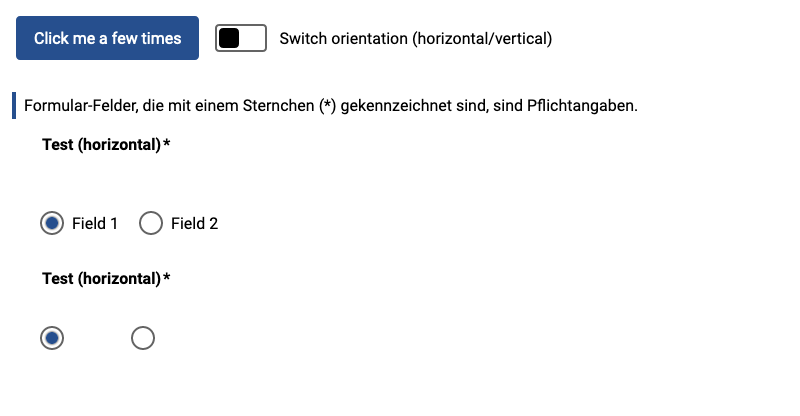 Click me a few times
Switch orientation (horizontal/vertical)
Formular-Felder, die mit einem Sternchen (*) gekennzeichnet sind, sind Pflichtangaben.
Test (horizontal)*
Field 1
Field 2
Test (horizontal)*